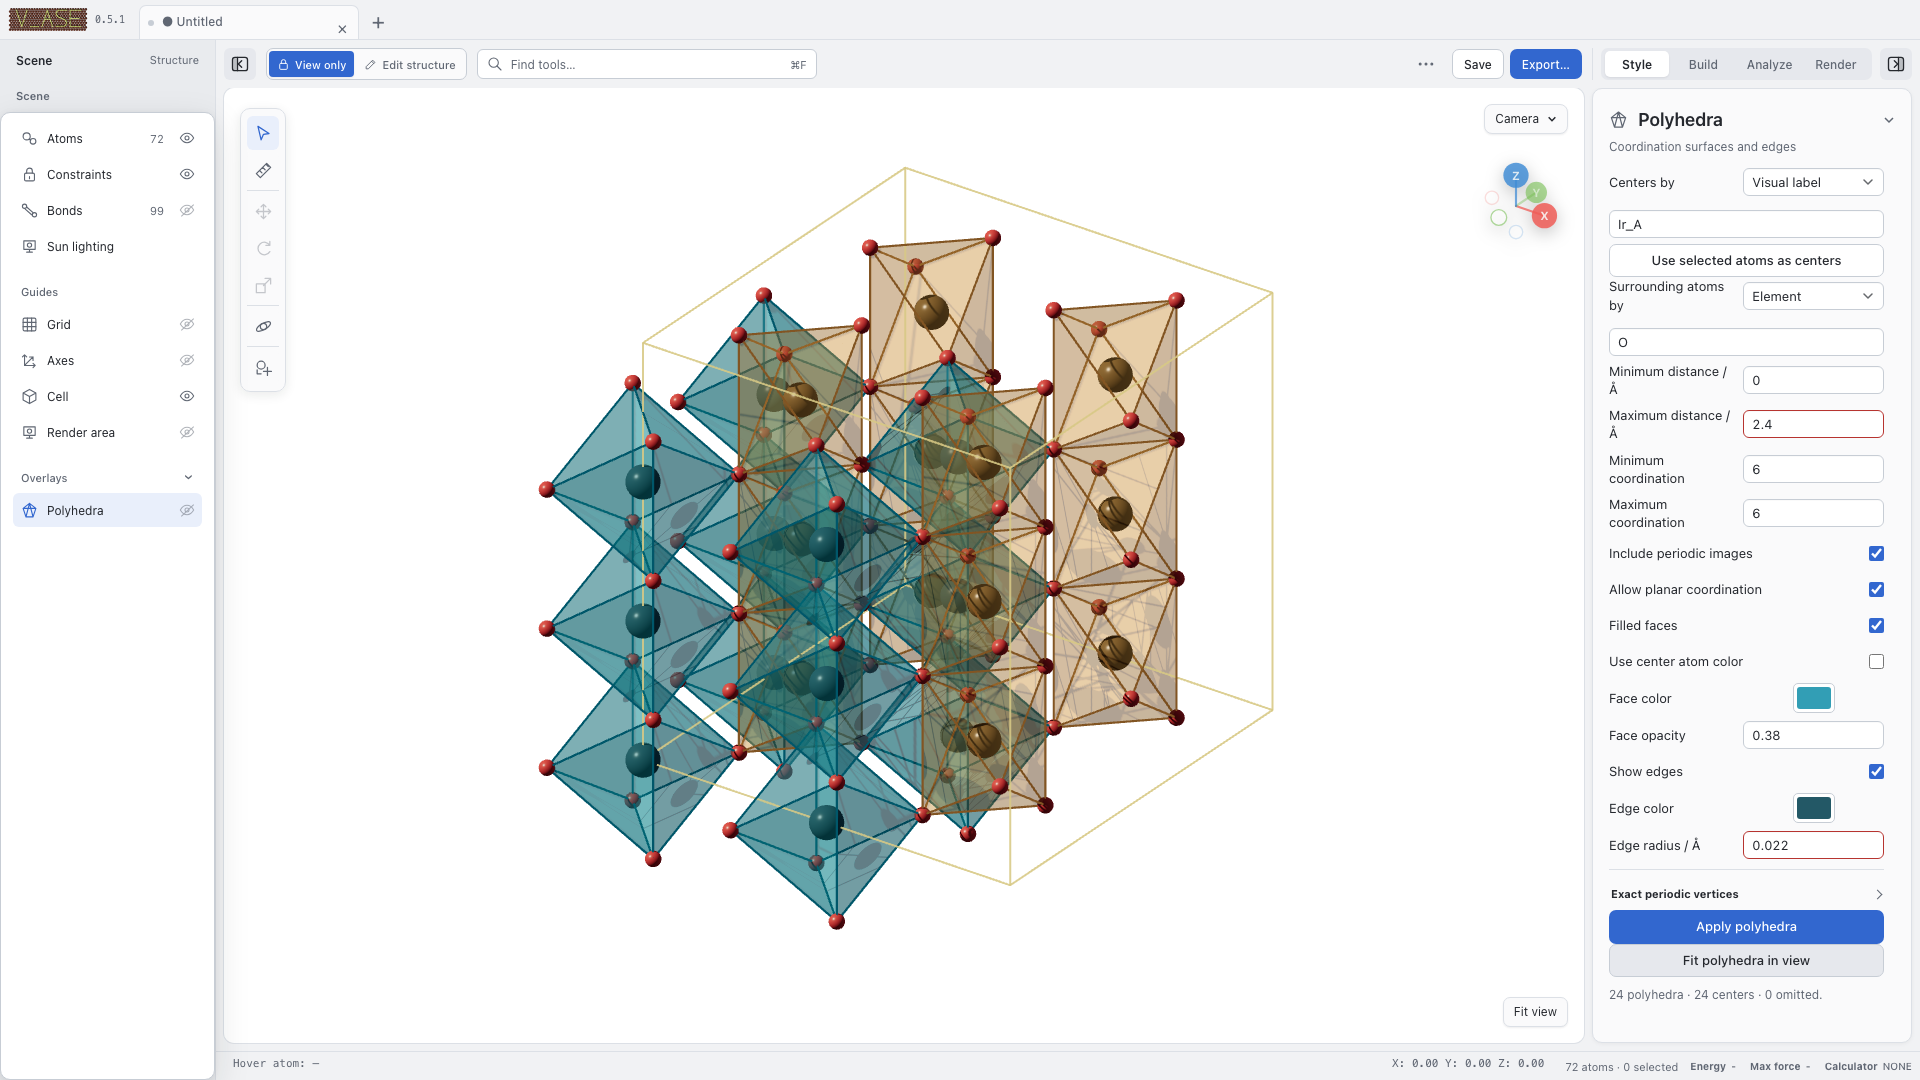 V_ASE 0.5.1
Untitled
Scene Structure
View only Edit structure
Find tools... ⌘F
Save Export...
Style Build Analyze Render
Scene
Atoms 72
Constraints
Bonds 99
Sun lighting
Guides
Grid
Axes
Cell
Render area
Overlays
Polyhedra
Camera
Z
Y
X
Fit view
Polyhedra
Coordination surfaces and edges
Centers by Visual label
Ir_A
Use selected atoms as centers
Surrounding atoms
by
Element
O
Minimum distance /
Å
0
Maximum distance /
Å
2.4
Minimum
coordination
6
Maximum
coordination
6
Include periodic images
Allow planar coordination
Filled faces
Use center atom color
Face color
Face opacity 0.38
Show edges
Edge color
Edge radius / Å 0.022
Exact periodic vertices
Apply polyhedra
Fit polyhedra in view
24 polyhedra · 24 centers · 0 omitted.
Hover atom: —
X: 0.00 Y: 0.00 Z: 0.00
72 atoms · 0 selected Energy - Max force - Calculator NONE